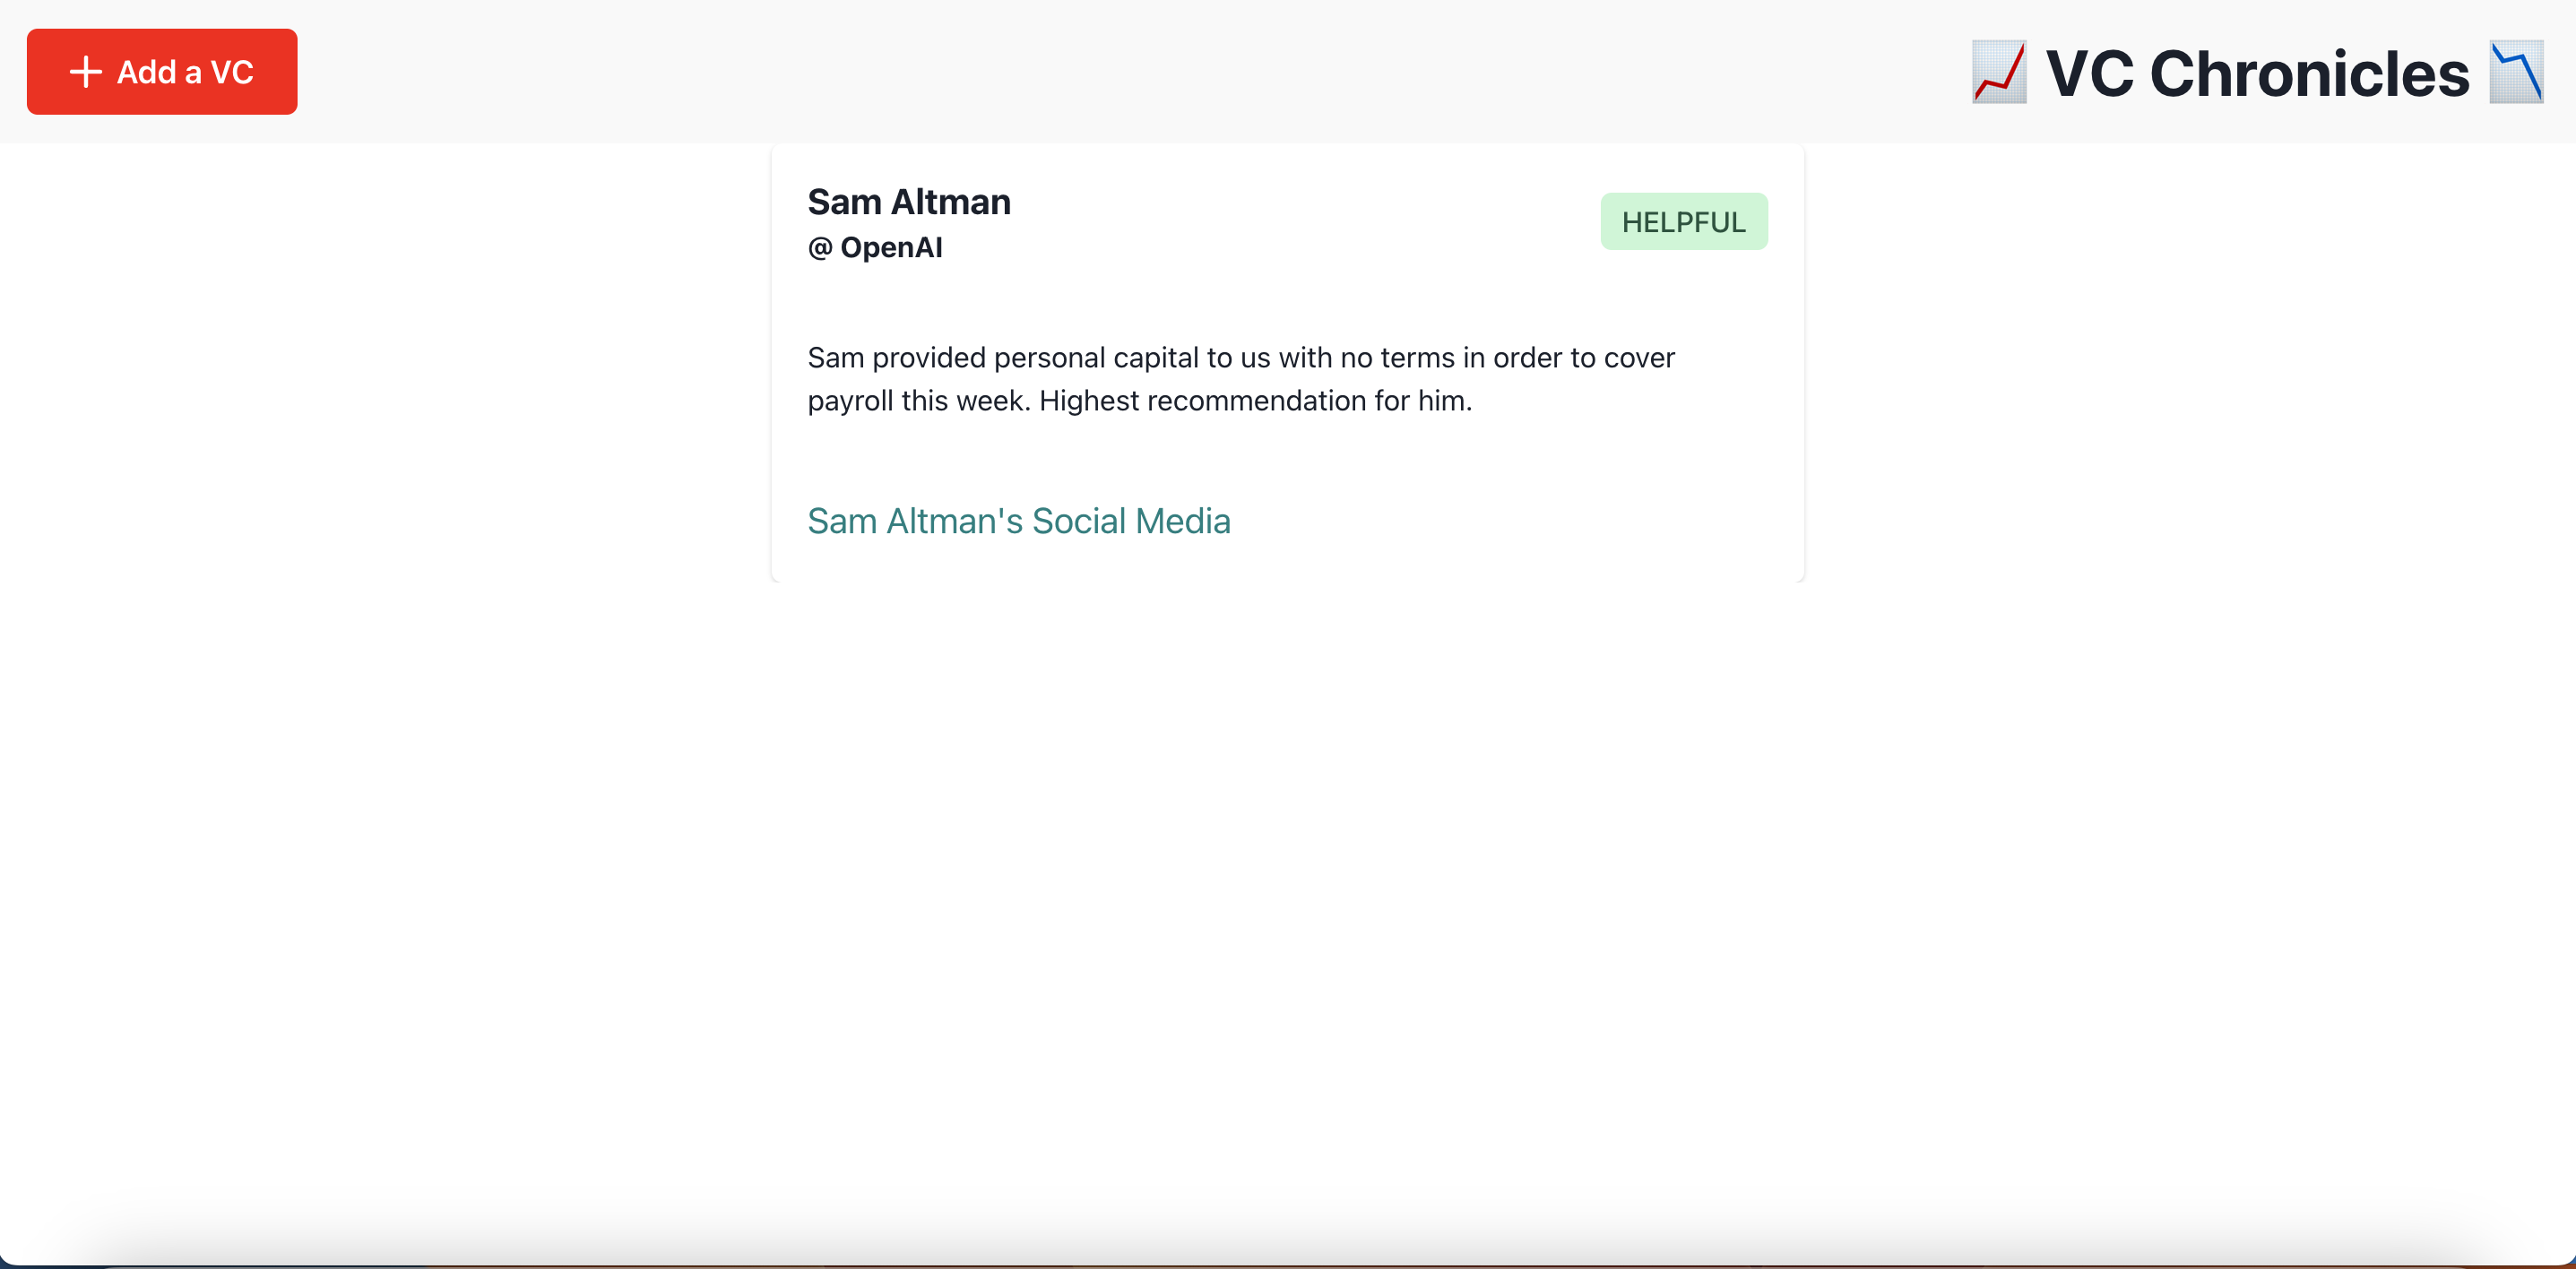 + Add a VC
📈 VC Chronicles 📉
Sam Altman
@ OpenAI
HELPFUL
Sam provided personal capital to us with no terms in order to cover
payroll this week. Highest recommendation for him.
Sam Altman's Social Media